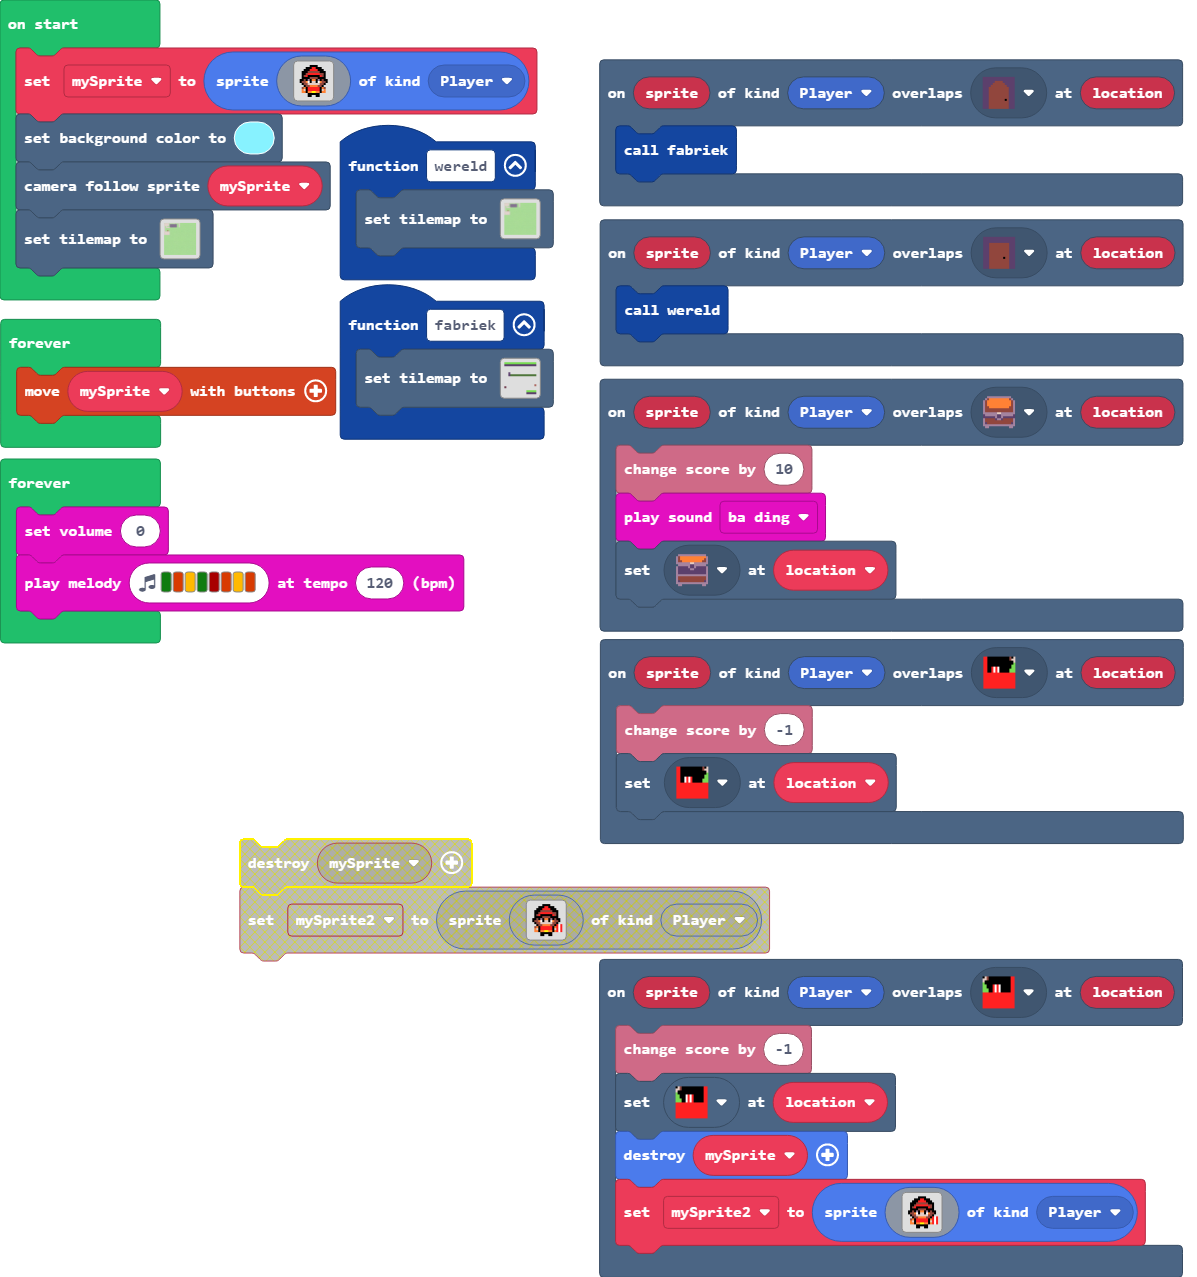 on start
set mySprite to sprite of kind Player
set background color to
camera follow sprite mySprite
set tilemap to
forever
move mySprite with buttons
forever
set volume 0
play melody at tempo 120 (bpm)
function wereld
set tilemap to
function fabriek
set tilemap to
on sprite of kind Player overlaps at location
call fabriek
on sprite of kind Player overlaps at location
call wereld
on sprite of kind Player overlaps at location
change score by 10
play sound ba ding
set at location
on sprite of kind Player overlaps at location
change score by -1
set at location
destroy mySprite
set mySprite2 to sprite of kind Player
on sprite of kind Player overlaps at location
change score by -1
set at location
destroy mySprite
set mySprite2 to sprite of kind Player